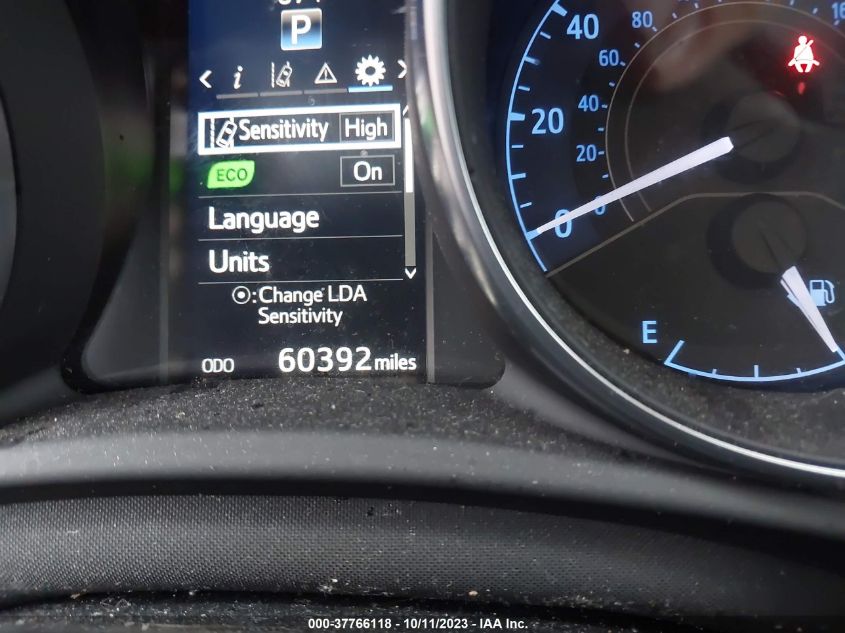 P
i
Sensitivity High
ECO On
Language
Units
:Change LDA
Sensitivity
ODO 60392 miles
40
20
0
80
60
40
20
0
E
000-37766118 - 10/11/2023 - IAA Inc.